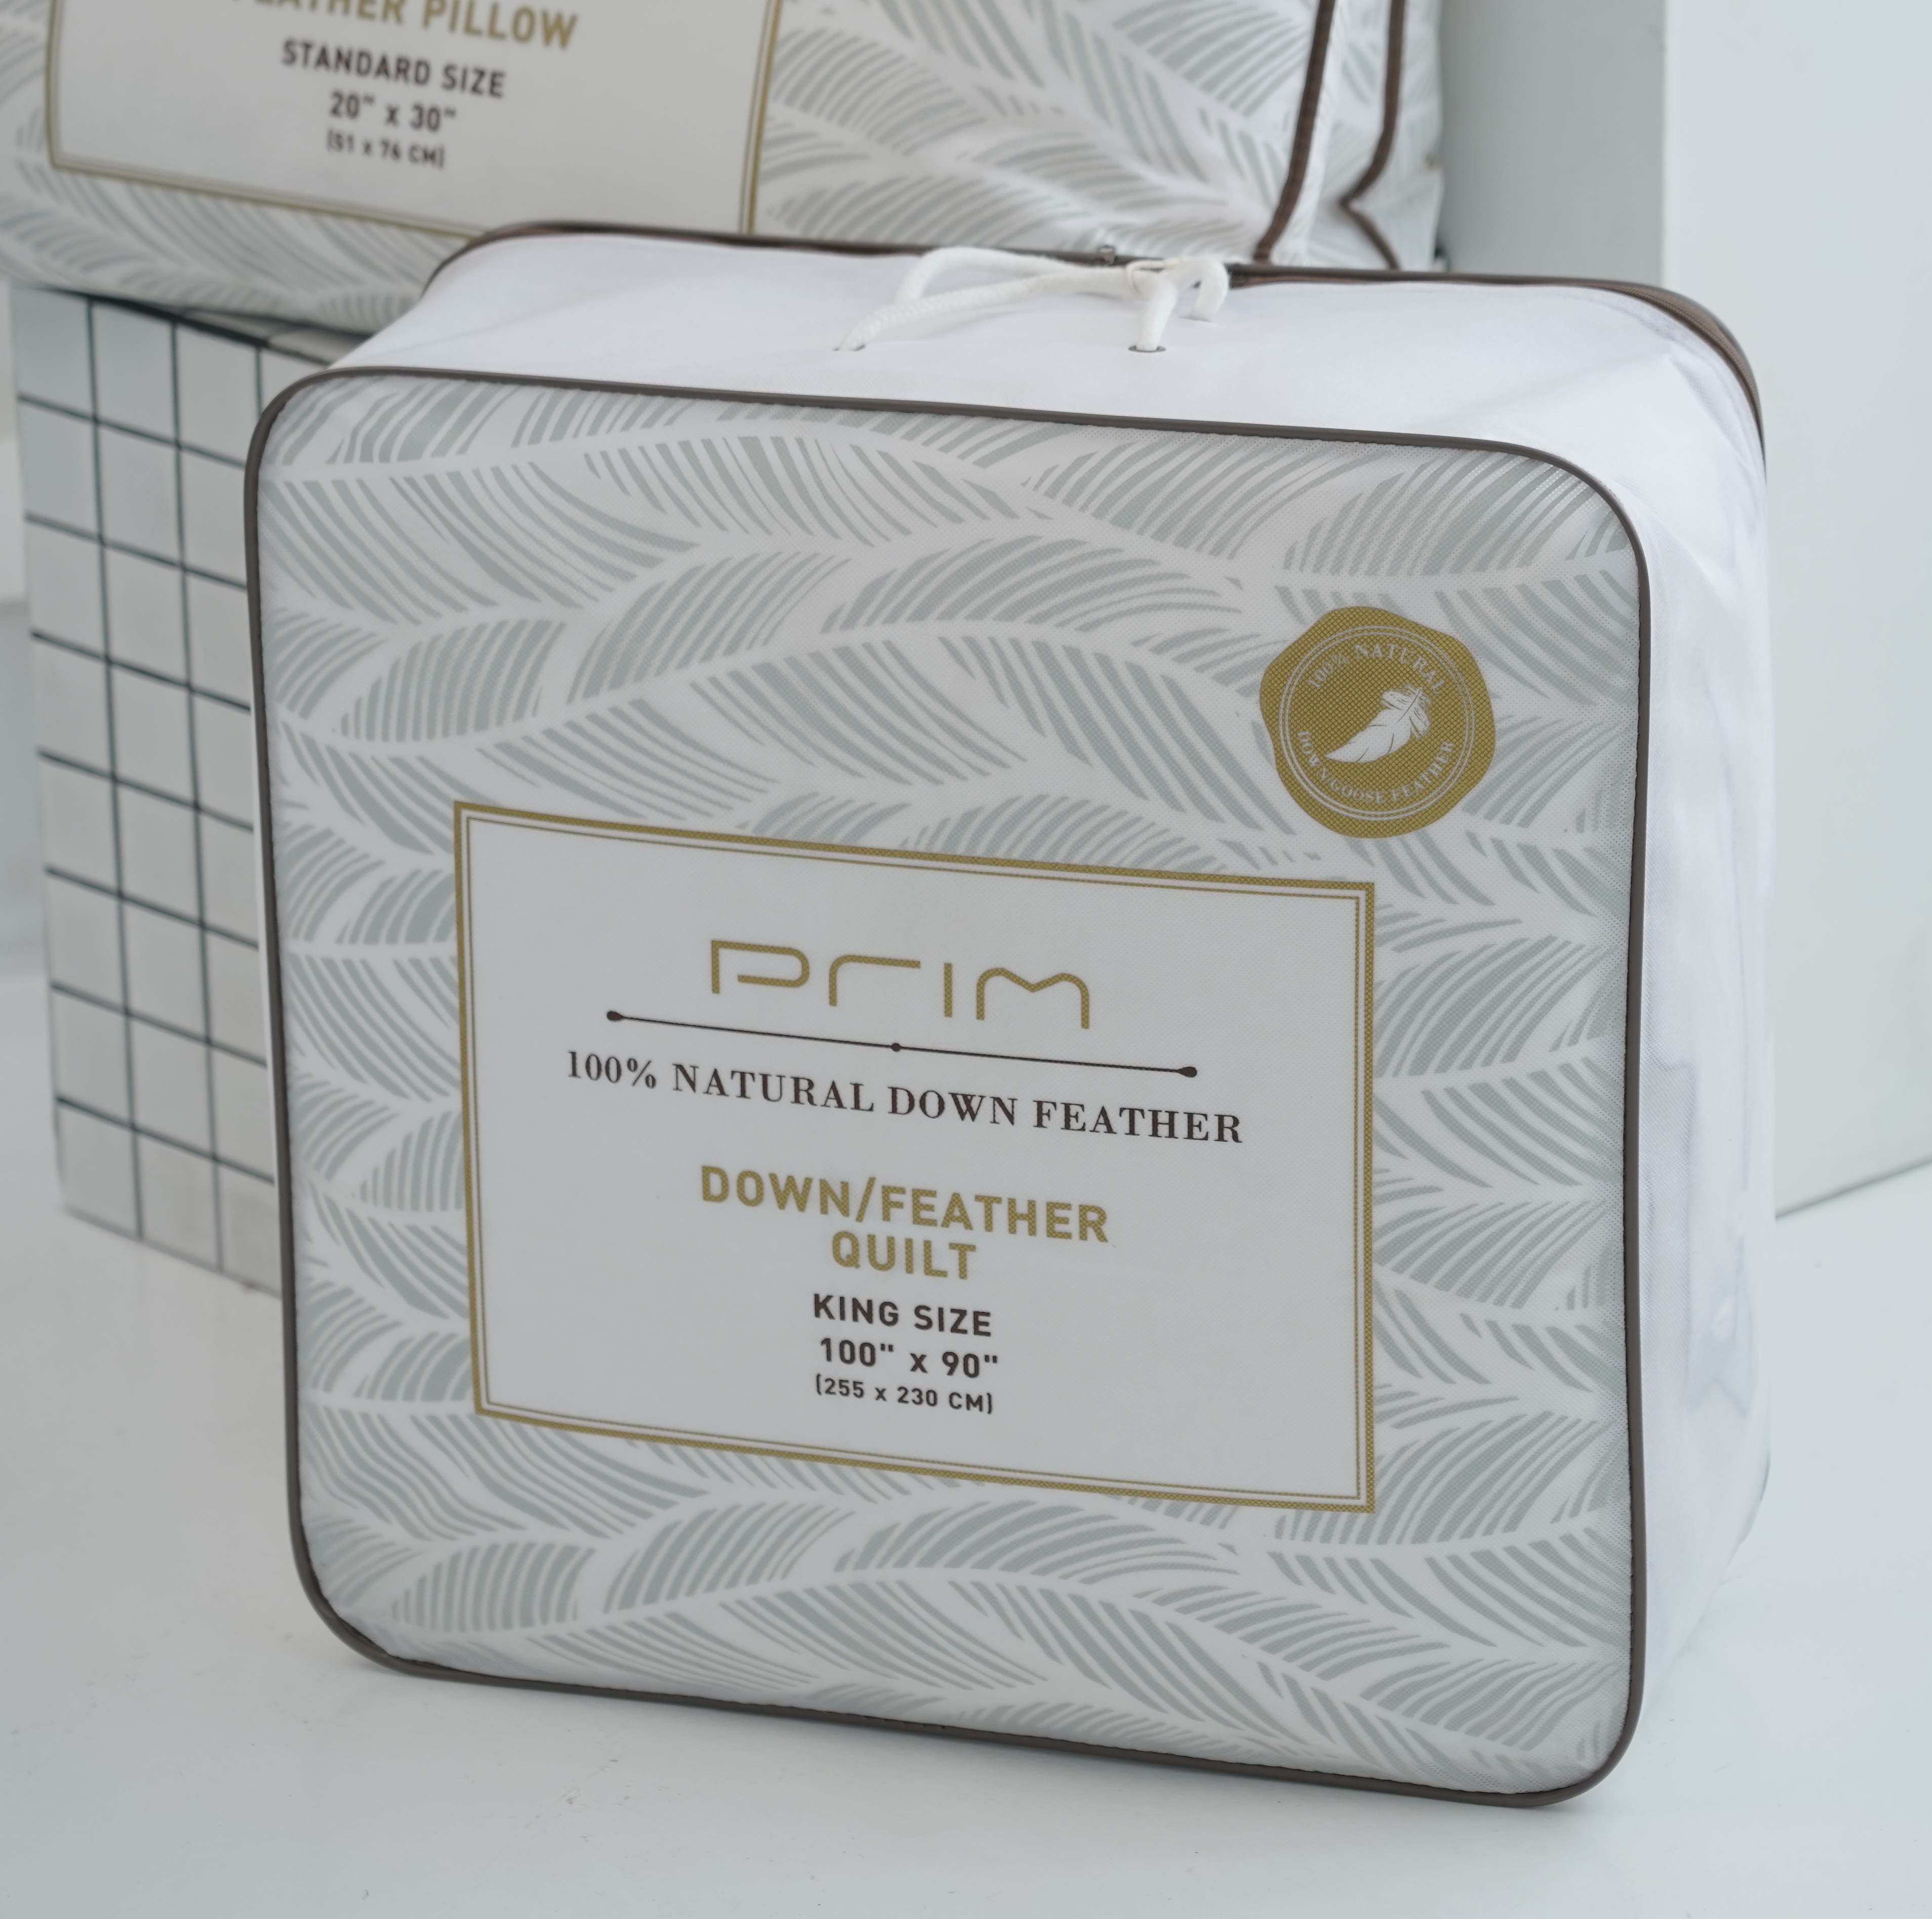 FEATHER PILLOW
STANDARD SIZE
20" x 30"
(51 x 76 CM)
100% NATURAL
DOWN/GOOSE FEATHER
prim
100% NATURAL DOWN FEATHER
DOWN/FEATHER
QUILT
KING SIZE
100" x 90"
(255 x 230 CM)